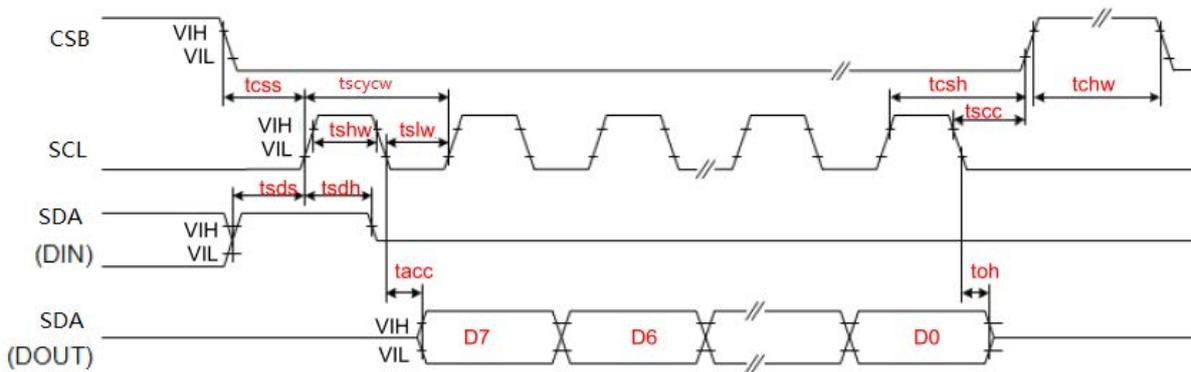 CSB
VIH
VIL
tcss
tscycw
tcsh
tchw
tscc
SCL
VIH
VIL
tshw
tslw
tsds
tsdh
SDA
(DIN)
VIH
VIL
tacc
toh
SDA
(DOUT)
VIH
VIL
D7
D6
D0